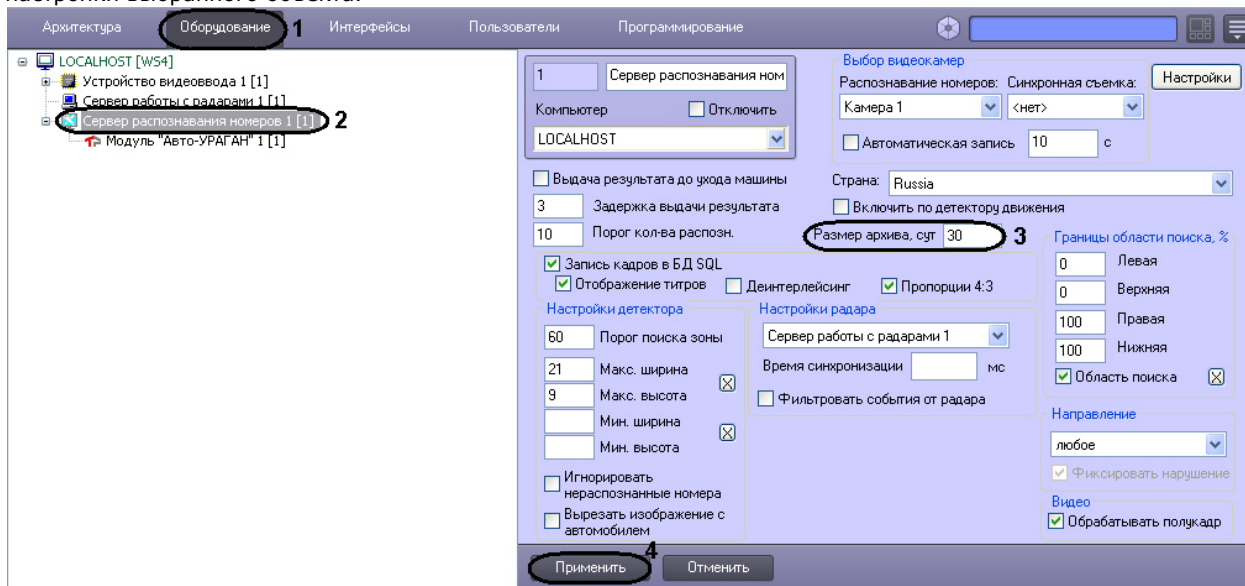 настройки выбранного объекта.
Архитектура Оборудование 1 Интерфейсы Пользователи Программирование
LOCALHOST [WS4]
Устройство видеоввода 1 [1]
Сервер работы с радарами 1 [1]
Сервер распознавания номеров 1 [1] 2
Модуль "Авто-УРАГАН" 1 [1]
1 Сервер распознавания ном
Компьютер Отключить
LOCALHOST
Выбор видеокамер
Распознавание номеров: Синхронная съемка:
Камера 1 <нет>
Автоматическая запись 10 с
Настройки
Выдача результата до ухода машины
3 Задержка выдачи результата
10 Порог кол-ва распозн.
Страна: Russia
Включить по детектору движения
Размер архива, сут 30 3
Запись кадров в БД SQL
Отображение титров Деинтерлейсинг Пропорции 4:3
Настройки детектора
60 Порог поиска зоны
21 Макс. ширина
9 Макс. высота
Мин. ширина
Мин. высота
Игнорировать
нераспознанные номера
Вырезать изображение с
автомобилем
Настройки радара
Сервер работы с радарами 1
Время синхронизации мс
Фильтровать события от радара
Границы области поиска, %
0 Левая
0 Верхняя
100 Правая
100 Нижняя
Область поиска
Направление
любое
Фиксировать нарушение
Видео
Обрабатывать полукадр
Применить 4 Отменить